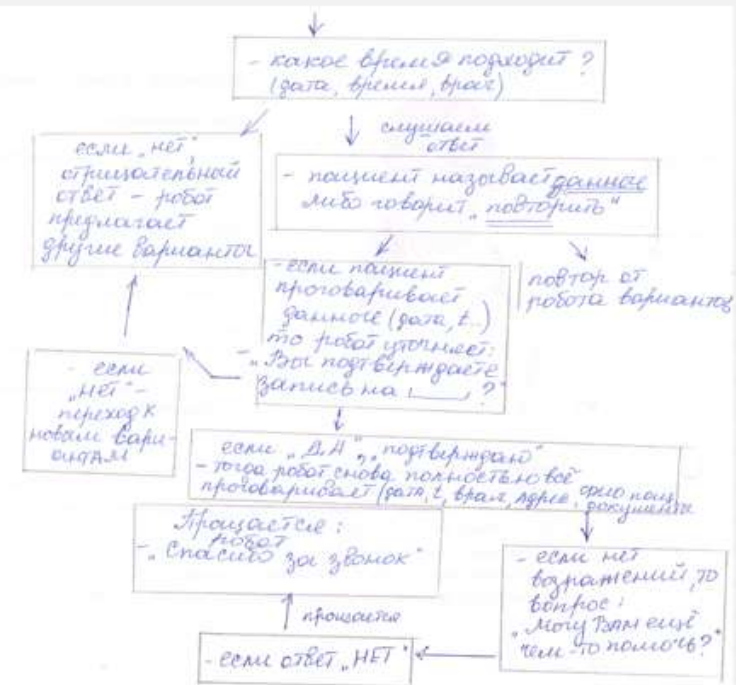 - какое время подходит?
(дата, время, врач)
слушаем
ответ
если „нет",
отрицательный
ответ - робот
предлагает
другие варианты
- пациент называет данные
либо говорит „повторить"
повтор от
робота вариантов
- если пациент
проговаривает
данные (дата, t..)
то робот уточняет:
- „Вы подтверждаете
запись на ?"
- если
„НЕТ" -
переход к
новым вари-
антАМ
если „ДА", „подтверждаю"
- тогда робот снова полностью всё
проговаривает (дата, t, врач, Адрес, фио пац.,
документы
- если нет
возражений, то
вопрос:
„Могу ВАМ ещё
чем-то помочь?"
- если ответ „НЕТ"
прощается
Прощается:
робот
- „Спасибо за звонок"